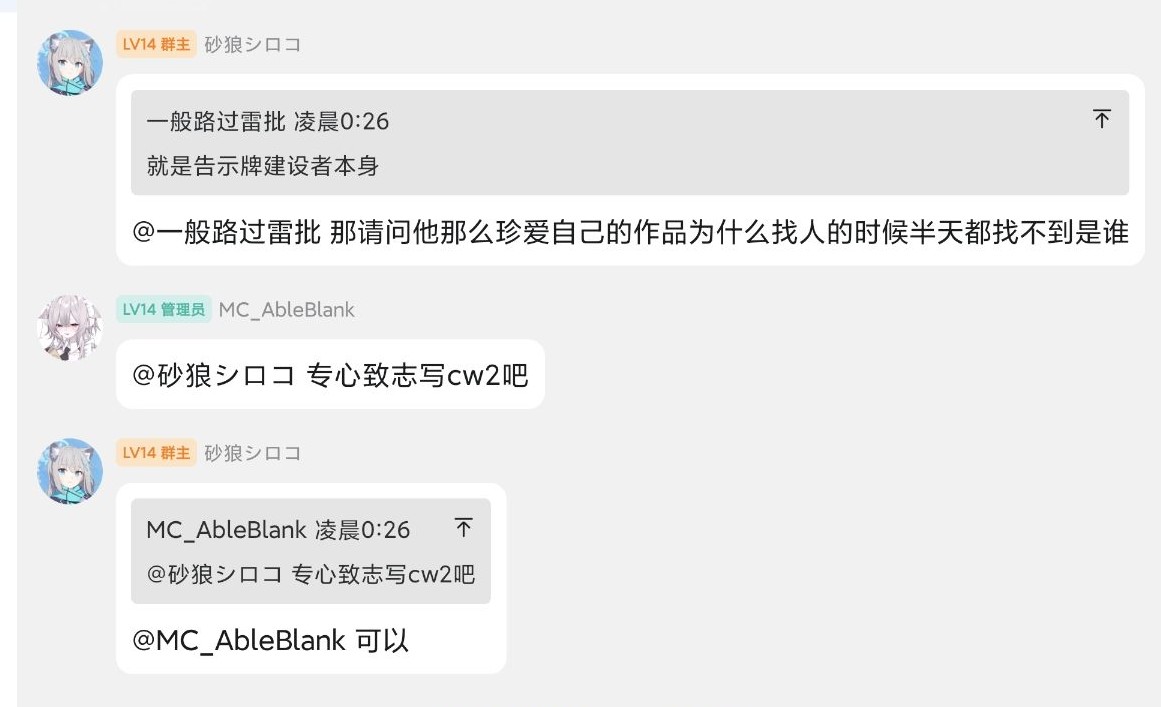 LV14 群主 砂狼シロコ
一般路过雷批 凌晨0:26
就是告示牌建设者本身
@一般路过雷批 那请问他那么珍爱自己的作品为什么找人的时候半天都找不到是谁
LV14 管理员 MC_AbleBlank
@砂狼シロコ 专心致志写cw2吧
LV14 群主 砂狼シロコ
MC_AbleBlank 凌晨0:26
@砂狼シロコ 专心致志写cw2吧
@MC_AbleBlank 可以